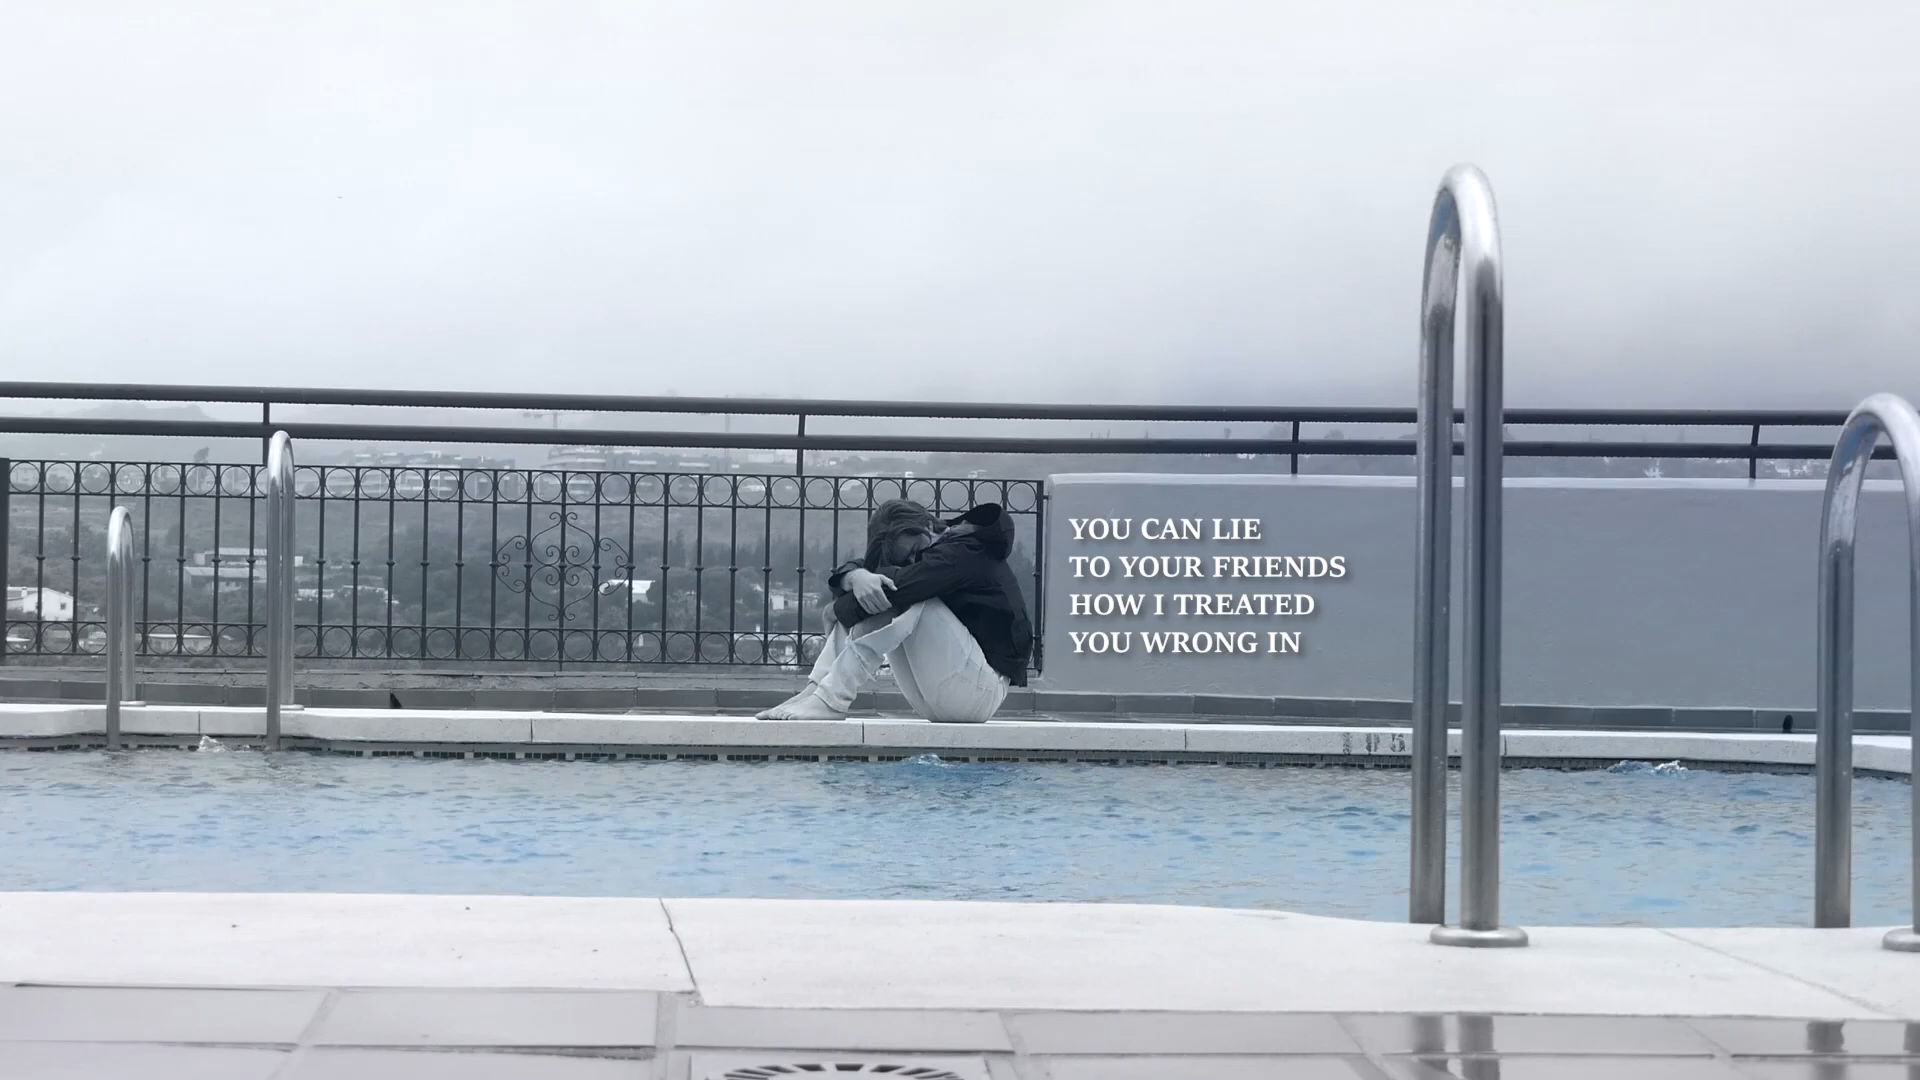 YOU CAN LIE
TO YOUR FRIENDS
HOW I TREATED
YOU WRONG IN